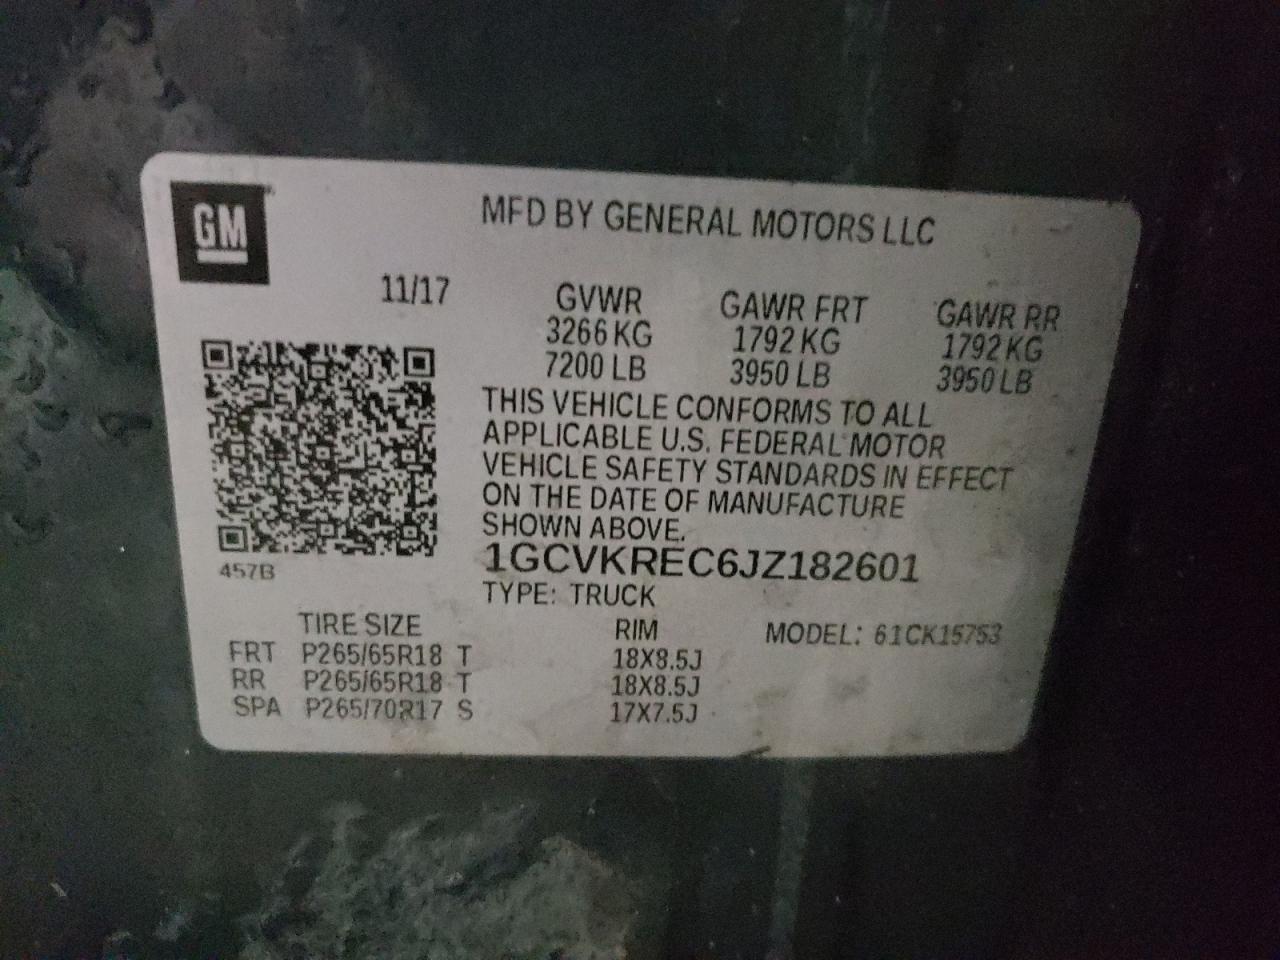 GM
MFD BY GENERAL MOTORS LLC
11/17
GVWR GAWR FRT GAWR RR
3266 KG 1792 KG 1792 KG
7200 LB 3950 LB 3950 LB
THIS VEHICLE CONFORMS TO ALL
APPLICABLE U.S. FEDERAL MOTOR
VEHICLE SAFETY STANDARDS IN EFFECT
ON THE DATE OF MANUFACTURE
SHOWN ABOVE.
1GCVKREC6JZ182601
457B
TYPE: TRUCK
TIRE SIZE RIM MODEL: 61CK15753
FRT P265/65R18 T 18X8.5J
RR P265/65R18 T 18X8.5J
SPA P265/70R17 S 17X7.5J